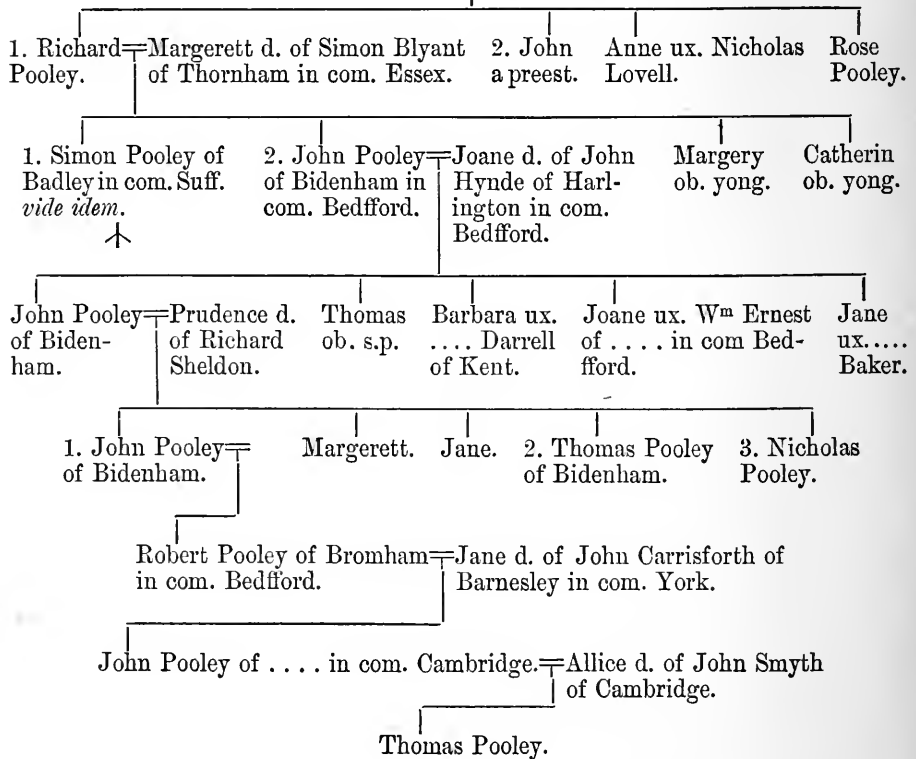 1. Richard=Margerett d. of Simon Blyant 2. John Anne ux. Nicholas Rose
Pooley. of Thornham in com. Essex. a preest. Lovell. Pooley.
1. Simon Pooley of 2. John Pooley=Joane d. of John Margery Catherin
Badley in com. Suff. of Bidenham in Hynde of Harl- ob. yong. ob. yong.
vide idem. com. Bedfford. ington in com.
Bedfford.
John Pooley=Prudence d. Thomas Barbara ux. Joane ux. Wm Ernest Jane
of Biden- of Richard ob. s.p. .... Darrell of .... in com Bed- ux.....
ham. Sheldon. of Kent. fford. Baker.
1. John Pooley= Margerett. Jane. 2. Thomas Pooley 3. Nicholas
of Bidenham. of Bidenham. Pooley.
Robert Pooley of Bromham=Jane d. of John Carrisforth of
in com. Bedfford. Barnesley in com. York.
John Pooley of .... in com. Cambridge.=Allice d. of John Smyth
of Cambridge.
Thomas Pooley.